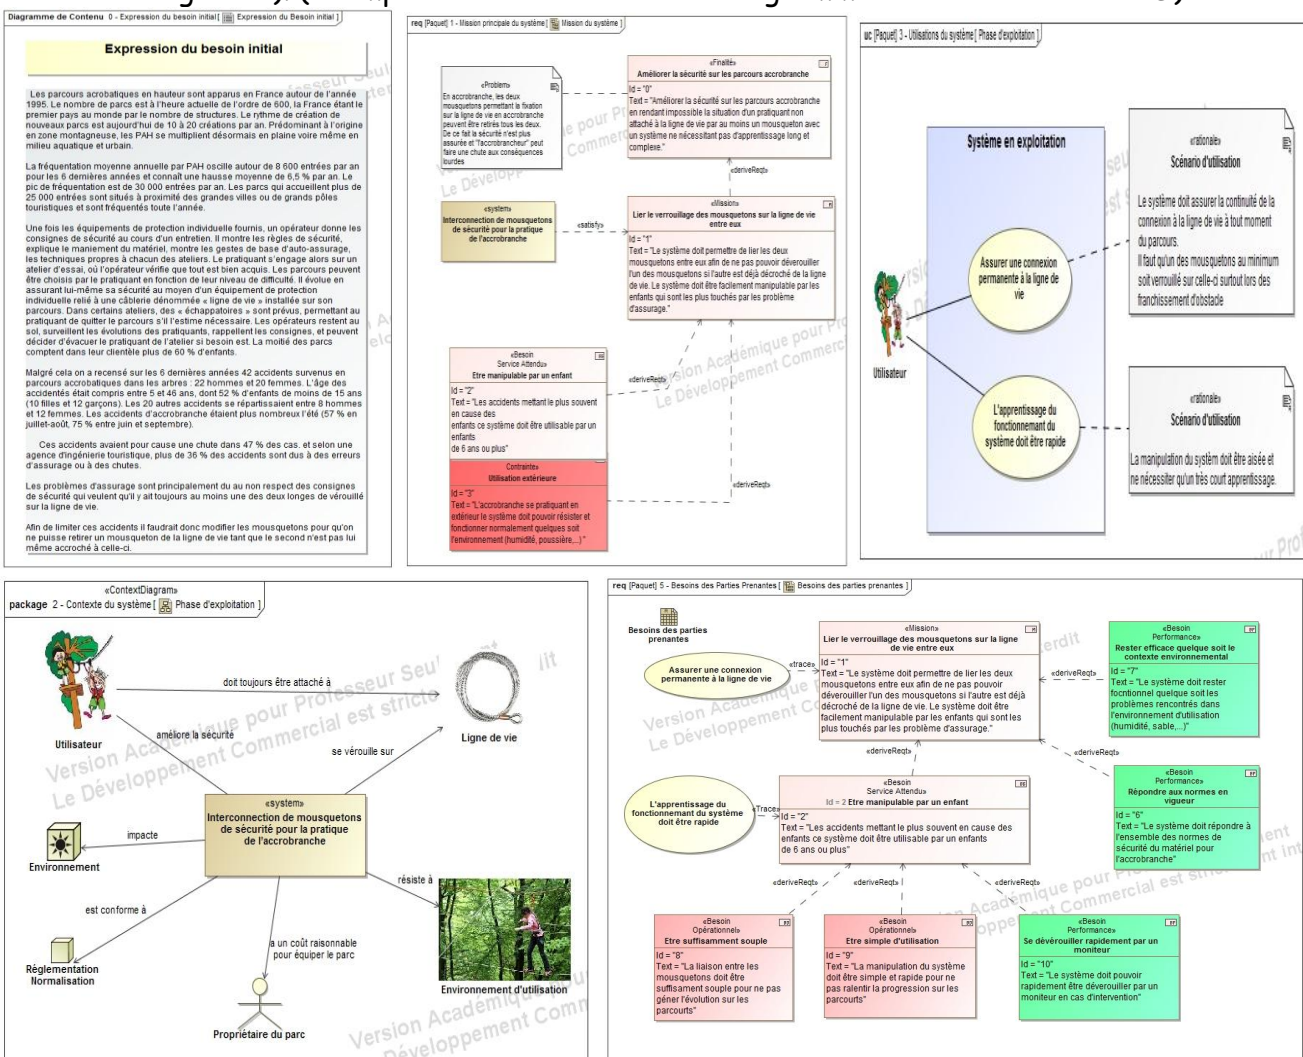 Diagramme de Contenu 0 - Expression du besoin initial [ Expression du Besoin initial ]
Expression du besoin initial
Les parcours acrobatiques en hauteur sont apparus en France autour de l'année
1995. Le nombre de parcs est à l'heure actuelle de l'ordre de 600, la France étant le
premier pays au monde par le nombre de structures. Le rythme de création de
nouveaux parcs est aujourd'hui de 10 à 20 créations par an. Prédominant à l'origine
en zone montagneuse, les PAH se multiplient désormais en plaine voire même en
milieu aquatique et urbain.
La fréquentation moyenne annuelle par PAH oscille autour de 8 600 entrées par an
pour les 6 dernières années et connaît une hausse moyenne de 6,5 % par an. Le
pic de fréquentation est de 30 000 entrées par an. Les parcs qui accueillent plus de
25 000 entrées sont situés à proximité des grandes villes ou de grands pôles
touristiques et sont fréquentés toute l'année.
Une fois les équipements de protection individuelle fournis, un opérateur donne les
consignes de sécurité au cours d'un entretien. Il montre les règles de sécurité,
explique le maniement du matériel, montre les gestes de base d'auto-assurage,
les techniques propres à chacun des ateliers. Le pratiquant s'engage alors sur un
atelier d'essai, où l'opérateur vérifie que tout est bien acquis. Les parcours peuvent
être choisis par le pratiquant en fonction de leur niveau de difficulté. Il évolue en
assurant lui-même sa sécurité au moyen d'un équipement de protection
individuelle relié à une câblerie dénommée « ligne de vie » installée sur son
parcours. Dans certains ateliers, des « échappatoires » sont prévus, permettant au
pratiquant de quitter le parcours s'il l'estime nécessaire. Les opérateurs restent au
sol, surveillent les évolutions des pratiquants, rappellent les consignes, et peuvent
décider d'évacuer le pratiquant de l'atelier si besoin est. La moitié des parcs
comptent dans leur clientèle plus de 60 % d'enfants.
Malgré cela on a recensé sur les 6 dernières années 42 accidents survenus en
parcours acrobatiques dans les arbres : 22 hommes et 20 femmes. L'âge des
accidentés était compris entre 5 et 46 ans, dont 52 % d'enfants de moins de 15 ans
(10 filles et 12 garçons). Les 20 autres accidents se répartissaient entre 8 hommes
et 12 femmes. Les accidents d'accrobranche étaient plus nombreux l'été (57 % en
juillet-août, 75 % entre juin et septembre).
Ces accidents avaient pour cause une chute dans 47 % des cas. et selon une
agence d'ingénierie touristique, plus de 36 % des accidents sont dus à des erreurs
d'assurage ou à des chutes.
Les problèmes d'assurage sont principalement du au non respect des consignes
de sécurité qui veulent qu'il y ait toujours au moins une des deux longes de vérouillé
sur la ligne de vie.
Afin de limiter ces accidents il faudrait donc modifier les mousquetons pour qu'on
ne puisse retirer un mousqueton de la ligne de vie tant que le second n'est pas lui
même accroché à celle-ci.
req [Paquet] 1 - Mission principale du système [ Mission du système ]
«Problem»
En accrobranche, les deux
mousquetons permettant la fixation
sur la ligne de vie en accrobranche
peuvent être retirés tous les deux.
De ce fait la sécurité n'est plus
assurée et "l'accrobrancheur" peut
faire une chute aux conséquences
lourdes
«Finalité»
Améliorer la sécurité sur les parcours accrobranche
Id = "0"
Text = "Améliorer la sécurité sur les parcours accrobranche
en rendant impossible la situation d'un pratiquant non
attaché à la ligne de vie par au moins un mousqueton avec
un système ne nécessitant pas d'apprentissage long et
complexe."
«deriveReqt»
«system»
Interconnection de mousquetons
de sécurité pour la pratique
de l'accrobranche
«satisfy»
«Mission»
Lier le verrouillage des mousquetons sur la ligne de vie
entre eux
Id = "1"
Text = "Le système doit permettre de lier les deux
mousquetons entre eux afin de ne pas pouvoir déverouiller
l'un des mousquetons si l'autre est déjà décroché de la ligne
de vie. Le système doit être facilement manipulable par les
enfants qui sont les plus touchés par les problème
d'assurage."
«Besoin
Service Attendu»
Etre manipulable par un enfant
Id = "2"
Text = "Les accidents mettant le plus souvent
en cause des
enfants ce système doit être utilisable par un
enfants
de 6 ans ou plus"
«deriveReqt»
Contrainte»
Utilisation extérieure
Id = "3"
Text = "L'accrobranche se pratiquant en
extérieur le système doit pouvoir résister et
fonctionner normalement quelques soit
l'environnement (humidité, poussière,...) "
«deriveReqt»
uc [Paquet] 3 - Utilisations du système [ Phase d'exploitation ]
Système en exploitation
Utilisateur
Assurer une connexion
permanente à la ligne de
vie
L'apprentissage du
fonctionnement du
système doit être rapide
«rationale»
Scénario d'utilisation
Le système doit assurer la continuité de la
connexion à la ligne de vie à tout moment
du parcours.
Il faut qu'un des mousquetons au minimum
soit verrouillé sur celle-ci surtout lors des
franchissement d'obstacle
«rationale»
Scénario d'utilisation
La manipulation du systèm doit être aisée et
ne nécessiter qu'un très court apprentissage.
«ContextDiagram»
package 2 - Contexte du système [ Phase d'exploitation ]
Utilisateur
doit toujours être attaché à
Ligne de vie
améliore la sécurité
se vérouille sur
«system»
Interconnection de mousquetons
de sécurité pour la pratique
de l'accrobranche
impacte
Environnement
est conforme à
Règlementation
Normalisation
a un coût raisonnable
pour équiper le parc
Propriétaire du parc
résiste à
Environnement d'utilisation
req [Paquet] 5 - Besoins des Parties Prenantes [ Besoins des parties prenantes ]
Besoins des parties
prenantes
Assurer une connexion
permanente à la ligne de vie
«trace»
«Mission»
Lier le verrouillage des mousquetons sur la ligne
de vie entre eux
Id = "1"
Text = "Le système doit permettre de lier les deux
mousquetons entre eux afin de ne pas pouvoir
déverouiller l'un des mousquetons si l'autre est déjà
décroché de la ligne de vie. Le système doit être
facilement manipulable par les enfants qui sont les
plus touchés par les problème d'assurage."
«deriveReqt»
«Besoin
Performance»
Rester efficace quelque soit le
contexte environnemental
Id = "7"
Text = "Le système doit rester
focntionnel quelque soit les
problèmes rencontrés dans
l'environnement d'utilisation
(humidité, sable,...)"
«deriveReqt»
«deriveReqt»
«Besoin
Performance»
Répondre aux normes en
vigueur
Id = "6"
Text = "Le système doit répondre à
l'ensemble des normes de
sécurité du matériel pour
l'accrobranche"
L'apprentissage du
fonctionnement du système
doit être rapide
«Trace»
«Besoin
Service Attendu»
Id = 2 Etre manipulable par un enfant
Id = "2"
Text = "Les accidents mettant le plus souvent en cause des
enfants ce système doit être utilisable par un enfants
de 6 ans ou plus"
«deriveReqt»
«deriveReqt»
«deriveReqt»
«Besoin
Opérationnel»
Etre suffisamment souple
Id = "8"
Text = "La liaison entre les
mousquetons doit être
suffisament souple pour ne pas
géner l'évolution sur les
parcourts"
«Besoin
Opérationnel»
Etre simple d'utilisation
Id = "9"
Text = "La manipulation du système
doit être simple et rapide pour ne
pas ralentir la progression sur les
parcourts"
«Besoin
Performance»
Se dévérouiller rapidement par un
moniteur
Id = "10"
Text = "Le système doit pouvoir
rapidement être déverouiller par un
moniteur en cas d'intervention"